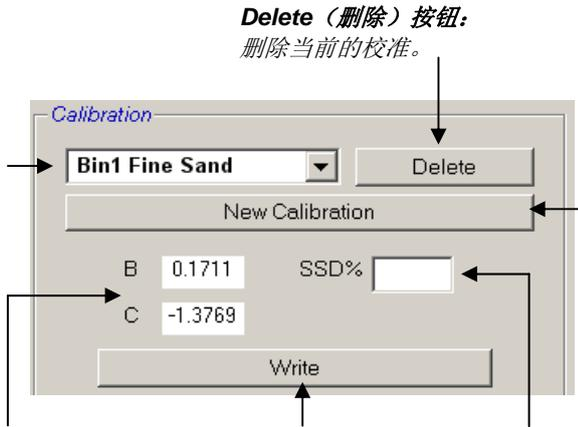 Delete（删除）按钮：
删除当前的校准。
Calibration
Bin1 Fine Sand
Delete
New Calibration
B 0.1711 SSD%
C -1.3769
Write